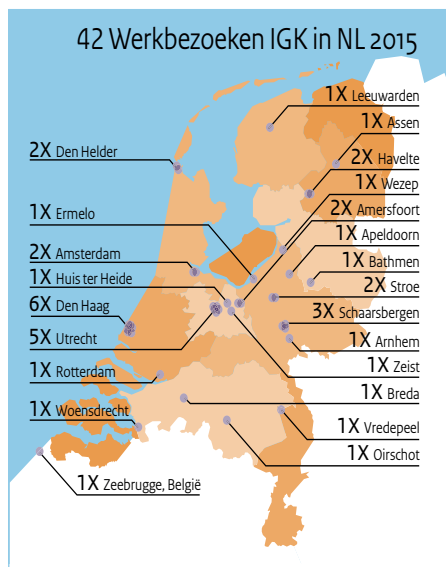 42 Werkbezoeken IGK in NL 2015
1X Leeuwarden
1X Assen
2X Den Helder
2X Havelte
1X Wezep
1X Ermelo
2X Amersfoort
1X Apeldoorn
2X Amsterdam
1X Bathmen
1X Huis ter Heide
2X Stroe
6X Den Haag
3X Schaarsbergen
5X Utrecht
1X Arnhem
1X Zeist
1X Rotterdam
1X Breda
1X Woensdrecht
1X Vredepeel
1X Oirschot
1X Zeebrugge, België